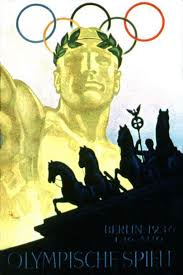 BERLIN 1936
1-16 AUG
OLYMPISCHE SPIELE